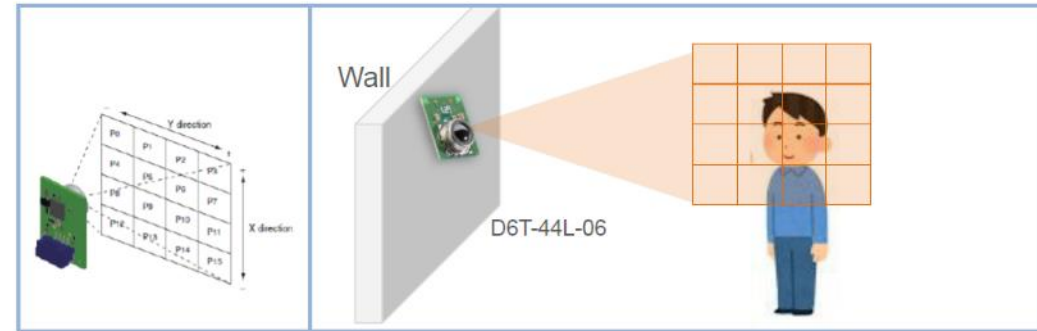 Y direction
P0
P1
P2
P3
P4
P5
P6
P7
P8
P9
P10
P11
P12
P13
P14
P15
X direction
Wall
D6T-44L-06